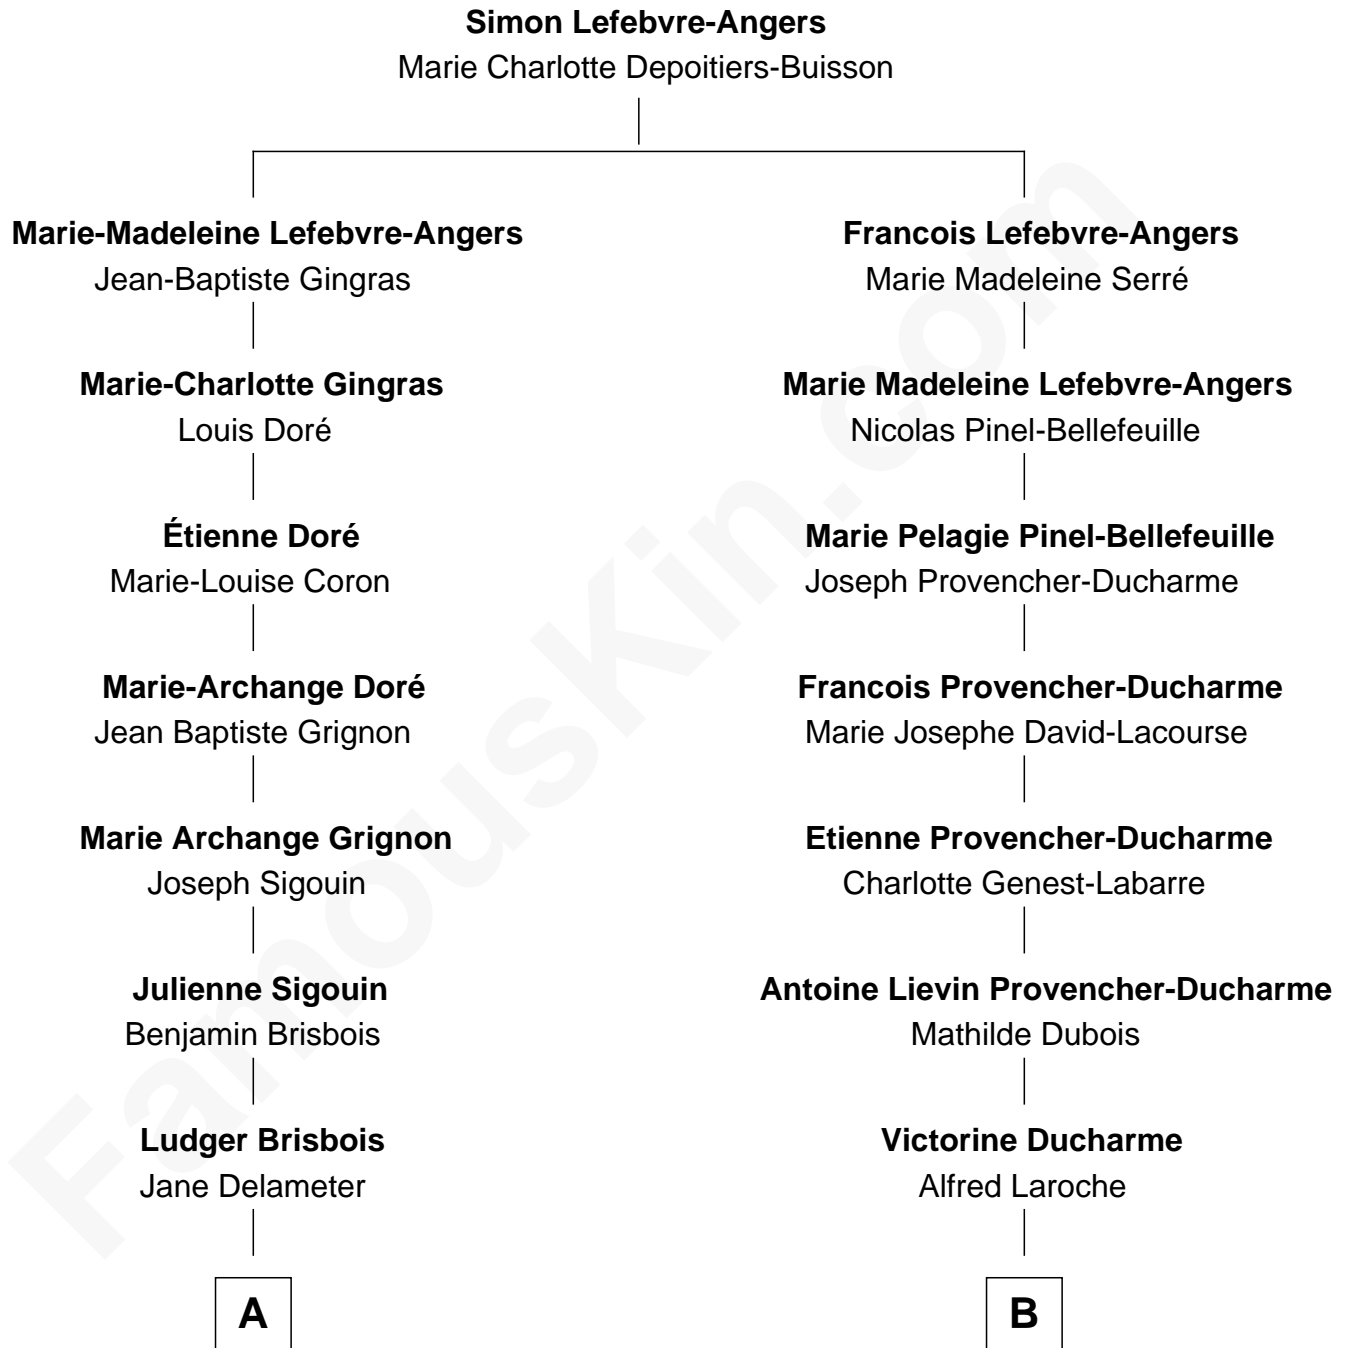 Simon Lefebvre-Angers
Marie Charlotte Depoitiers-Buisson
Marie-Madeleine Lefebvre-Angers
Jean-Baptiste Gingras
Francois Lefebvre-Angers
Marie Madeleine Serré
Marie-Charlotte Gingras
Louis Doré
Marie Madeleine Lefebvre-Angers
Nicolas Pinel-Bellefeuille
Étienne Doré
Marie-Louise Coron
Marie Pelagie Pinel-Bellefeuille
Joseph Provencher-Ducharme
Marie-Archange Doré
Jean Baptiste Grignon
Francois Provencher-Ducharme
Marie Josephe David-Lacourse
Marie Archange Grignon
Joseph Sigouin
Etienne Provencher-Ducharme
Charlotte Genest-Labarre
Julienne Sigouin
Benjamin Brisbois
Antoine Lievin Provencher-Ducharme
Mathilde Dubois
Ludger Brisbois
Jane Delameter
Victorine Ducharme
Alfred Laroche
A
B
FamousKin.com